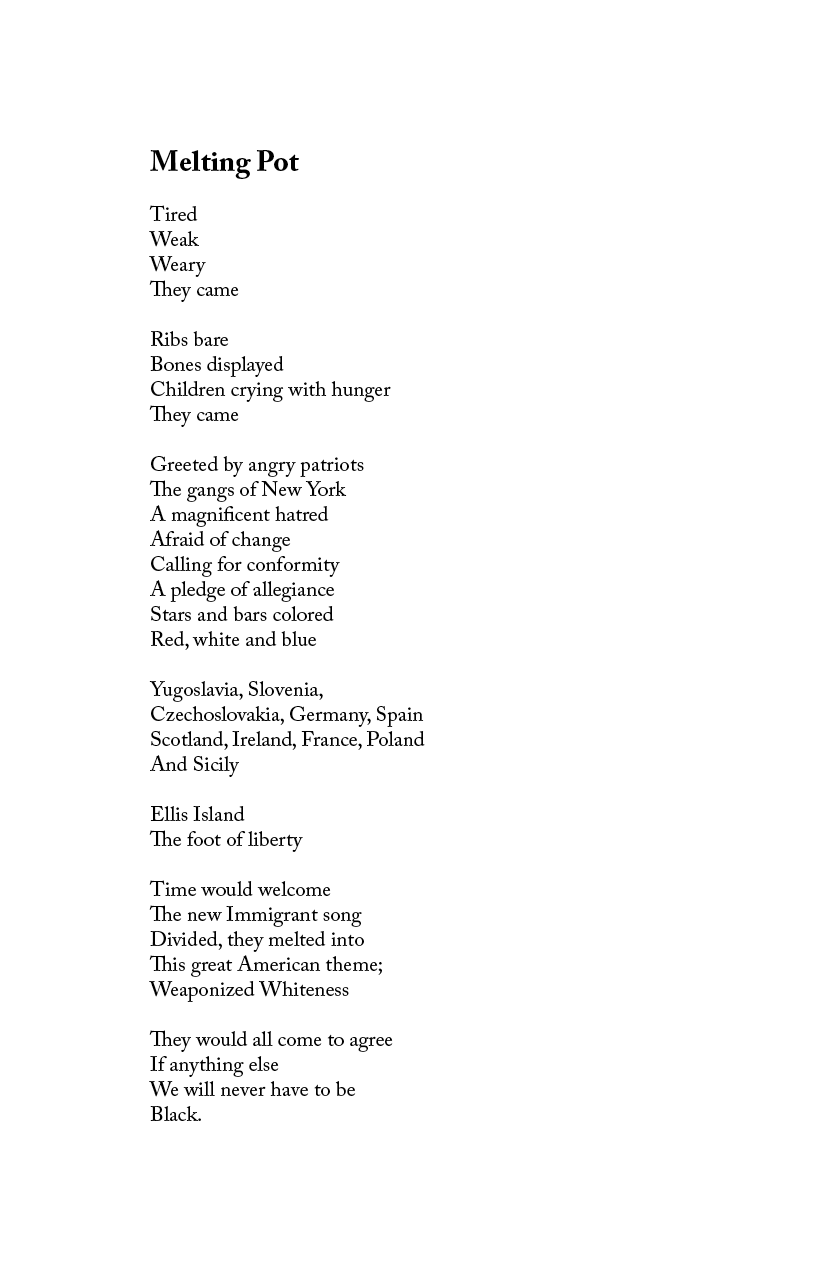 Melting Pot
Tired
Weak
Weary
They came
Ribs bare
Bones displayed
Children crying with hunger
They came
Greeted by angry patriots
The gangs of New York
A magnificent hatred
Afraid of change
Calling for conformity
A pledge of allegiance
Stars and bars colored
Red, white and blue
Yugoslavia, Slovenia,
Czechoslovakia, Germany, Spain
Scotland, Ireland, France, Poland
And Sicily
Ellis Island
The foot of liberty
Time would welcome
The new Immigrant song
Divided, they melted into
This great American theme;
Weaponized Whiteness
They would all come to agree
If anything else
We will never have to be
Black.